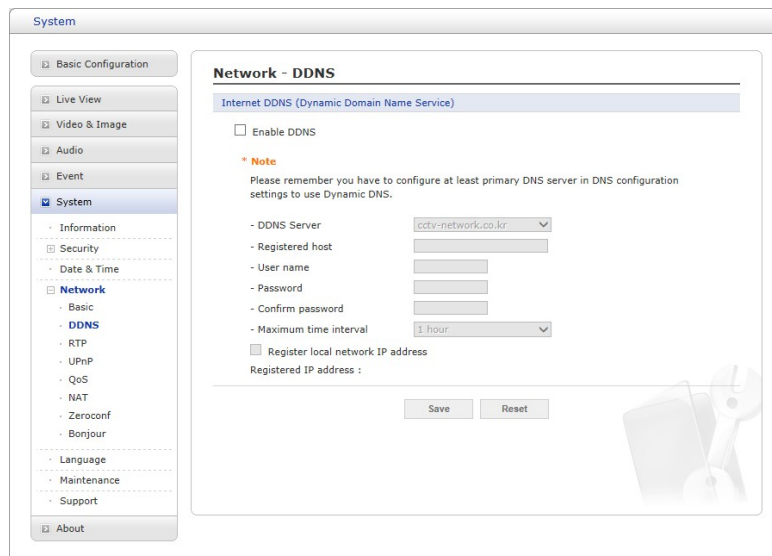 System
Basic Configuration
Live View
Video & Image
Audio
Event
System
Information
Security
Date & Time
Network
Basic
DDNS
RTP
UPnP
QoS
NAT
Zeroconf
Bonjour
Language
Maintenance
Support
About
Network - DDNS
Internet DDNS (Dynamic Domain Name Service)
Enable DDNS
* Note
Please remember you have to configure at least primary DNS server in DNS configuration
settings to use Dynamic DNS.
- DDNS Server cctv-network.co.kr
- Registered host
- User name
- Password
- Confirm password
- Maximum time interval 1 hour
Register local network IP address
Registered IP address :
Save Reset